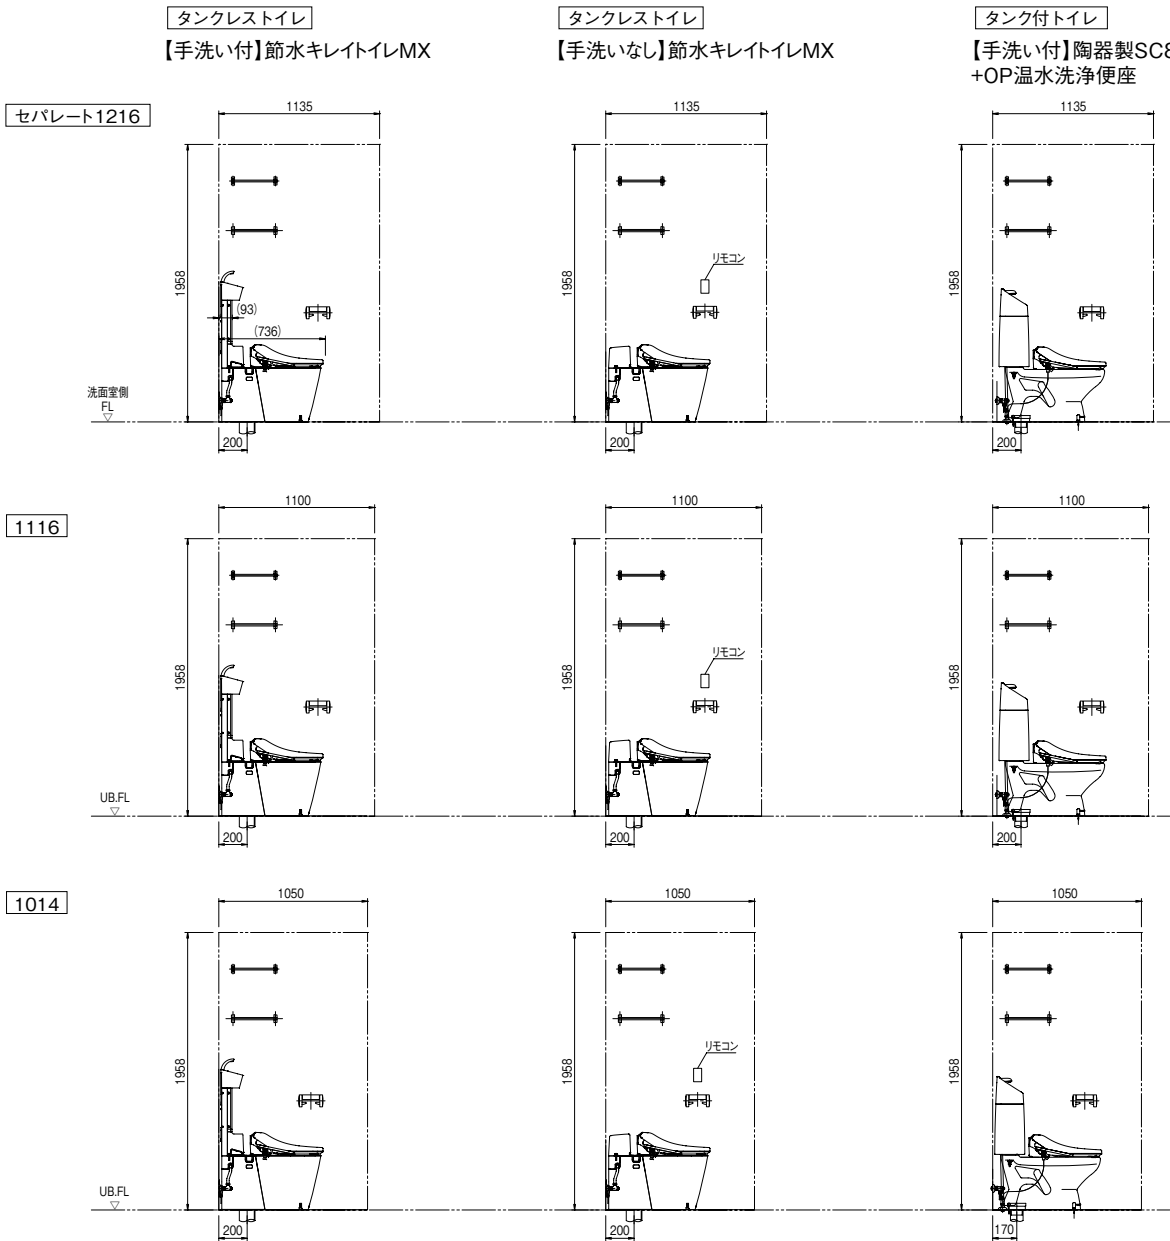 タンクレストイレ
【手洗い付】節水キレイトイレMX
タンクレストイレ
【手洗いなし】節水キレイトイレMX
タンク付トイレ
【手洗い付】陶器製SC8
+OP温水洗浄便座
セパレート1216
1135
1958
(93)
(736)
洗面室側
FL
200
1135
1958
リモコン
200
1135
1958
200
1116
1100
1958
UB.FL
200
1100
1958
リモコン
200
1100
1958
200
1014
1050
1958
UB.FL
200
1050
1958
リモコン
200
1050
1958
170